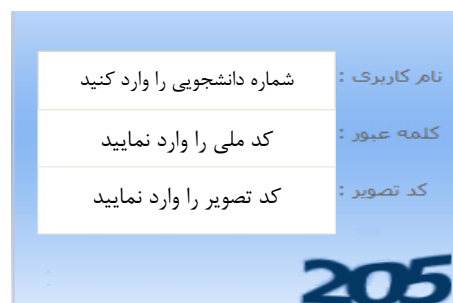 نام کاربری : شماره دانشجویی را وارد کنید
کلمه عبور : کد ملی را وارد نمایید
کد تصویر : کد تصویر را وارد نمایید
205